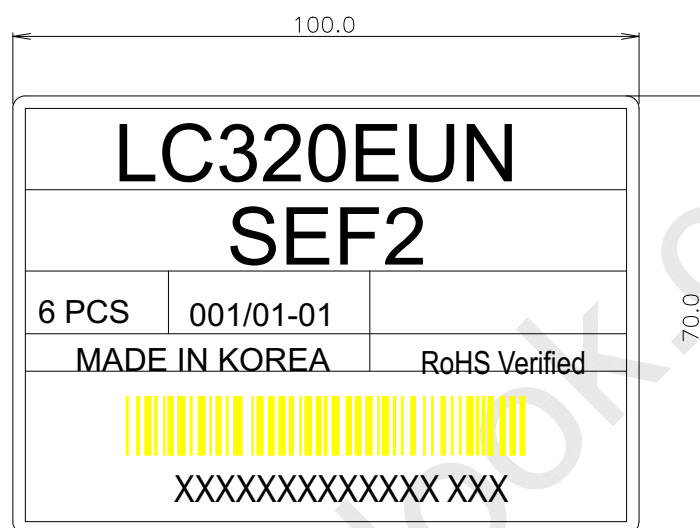 100.0
LC320EUN
SEF2
6 PCS 001/01-01
MADE IN KOREA RoHS Verified
XXXXXXXXXXXXX XXX
70.0